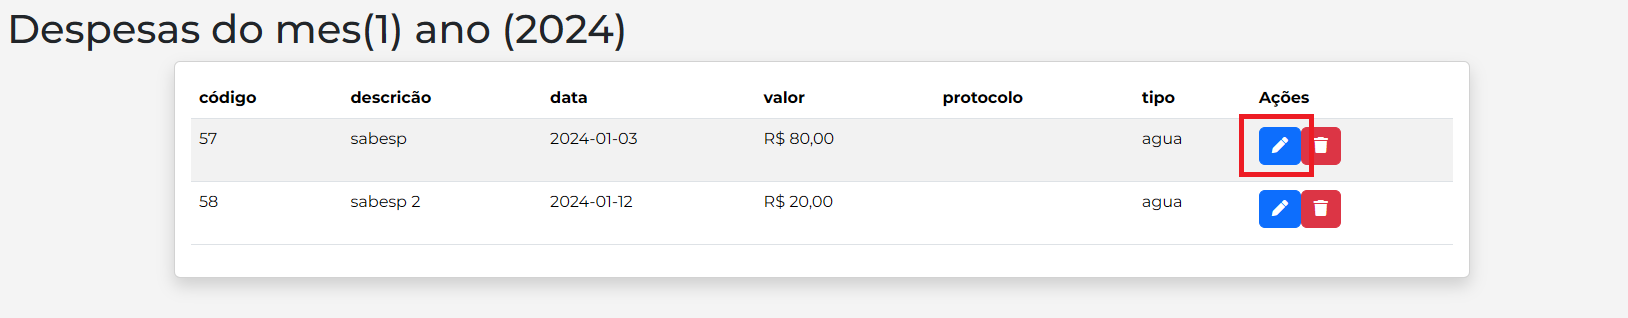 Despesas do mes(1) ano (2024)
código descricão data valor protocolo tipo Ações
57 sabesp 2024-01-03 R$ 80,00 agua
58 sabesp 2 2024-01-12 R$ 20,00 agua